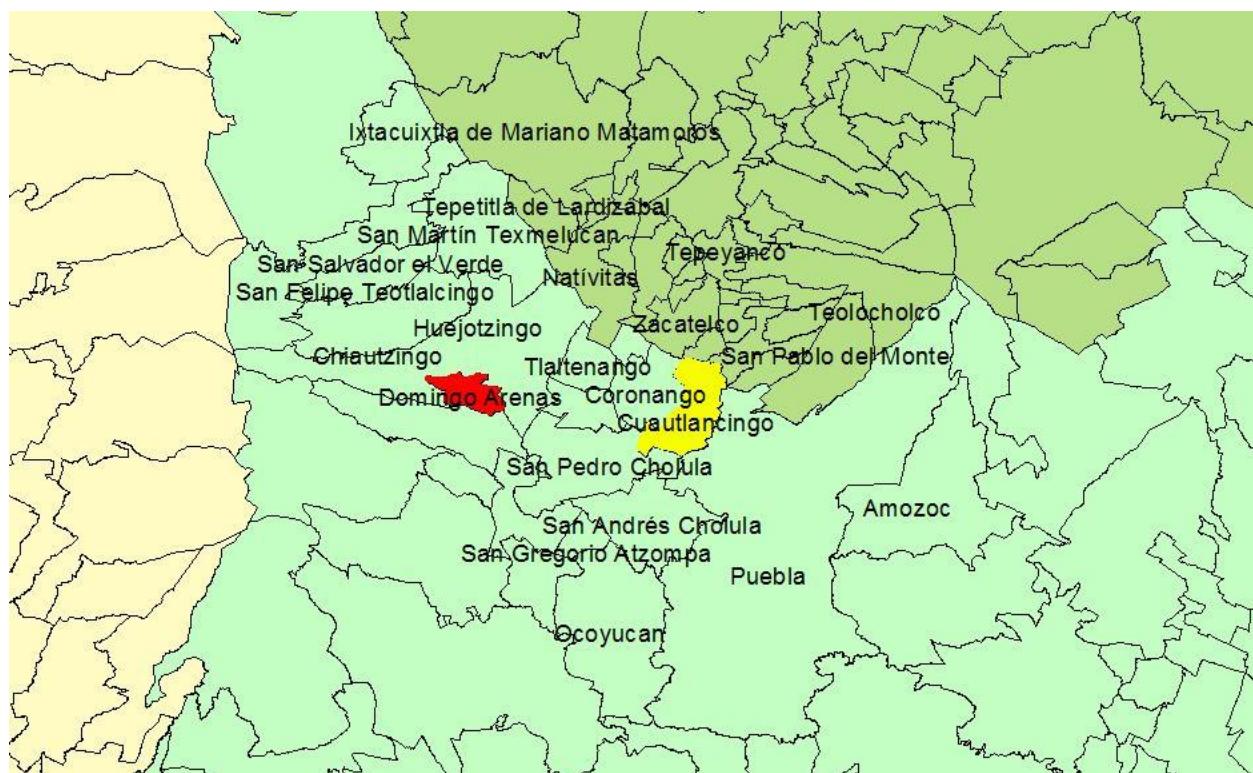 Ixtacuixtla de Mariano Matamoros
Tepetitla de Lardizábal
San Martín Texmelucan
Tepeyanco
San Salvador el Verde
Natívitas
San Felipe Teotlalcingo
Teolocholco
Huejotzingo
Zacatelco
Chiautzingo
San Pablo del Monte
Tlaltenango
Domingo Arenas
Coronango
Cuautlancingo
San Pedro Cholula
Amozoc
San Andrés Cholula
San Gregorio Atzompa
Puebla
Ocoyucan